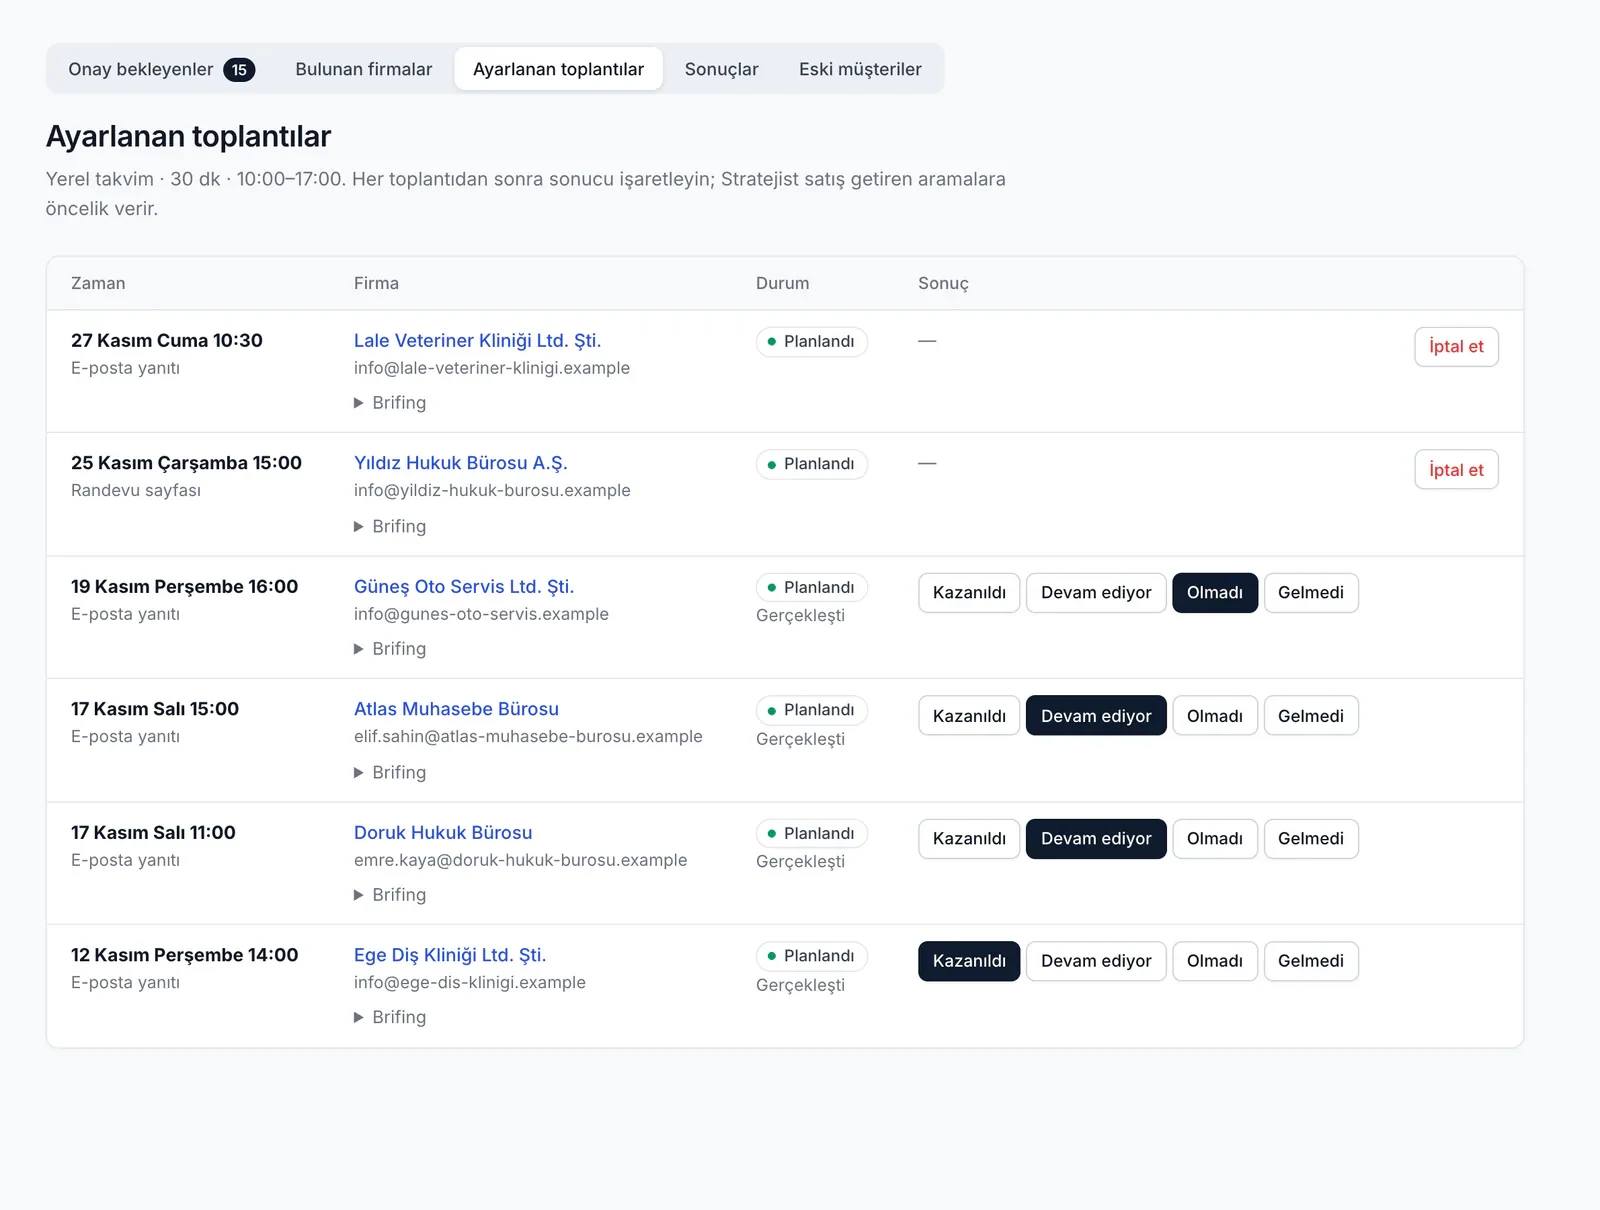 Onay bekleyenler 15 Bulunan firmalar Ayarlanan toplantılar Sonuçlar Eski müşteriler
Ayarlanan toplantılar
Yerel takvim · 30 dk · 10:00–17:00. Her toplantıdan sonra sonucu işaretleyin; Stratejist satış getiren aramalara
öncelik verir.
Zaman Firma Durum Sonuç
27 Kasım Cuma 10:30 Lale Veteriner Kliniği Ltd. Şti. Planlandı — İptal et
E-posta yanıtı info@lale-veteriner-klinigi.example
Brifing
25 Kasım Çarşamba 15:00 Yıldız Hukuk Bürosu A.Ş. Planlandı — İptal et
Randevu sayfası info@yildiz-hukuk-burosu.example
Brifing
19 Kasım Perşembe 16:00 Güneş Oto Servis Ltd. Şti. Planlandı Kazanıldı Devam ediyor Olmadı Gelmedi
E-posta yanıtı info@gunes-oto-servis.example Gerçekleşti
Brifing
17 Kasım Salı 15:00 Atlas Muhasebe Bürosu Planlandı Kazanıldı Devam ediyor Olmadı Gelmedi
E-posta yanıtı elif.sahin@atlas-muhasebe-burosu.example Gerçekleşti
Brifing
17 Kasım Salı 11:00 Doruk Hukuk Bürosu Planlandı Kazanıldı Devam ediyor Olmadı Gelmedi
E-posta yanıtı emre.kaya@doruk-hukuk-burosu.example Gerçekleşti
Brifing
12 Kasım Perşembe 14:00 Ege Diş Kliniği Ltd. Şti. Planlandı Kazanıldı Devam ediyor Olmadı Gelmedi
E-posta yanıtı info@ege-dis-klinigi.example Gerçekleşti
Brifing